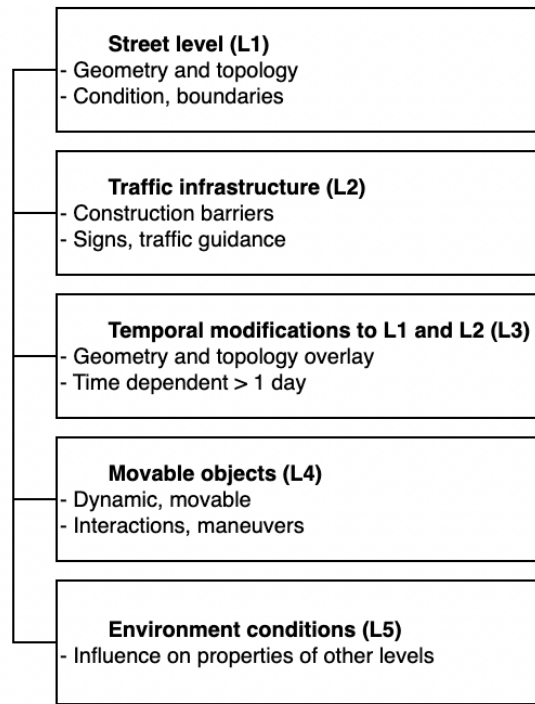 Street level (L1)
- Geometry and topology
- Condition, boundaries
Traffic infrastructure (L2)
- Construction barriers
- Signs, traffic guidance
Temporal modifications to L1 and L2 (L3)
- Geometry and topology overlay
- Time dependent > 1 day
Movable objects (L4)
- Dynamic, movable
- Interactions, maneuvers
Environment conditions (L5)
- Influence on properties of other levels